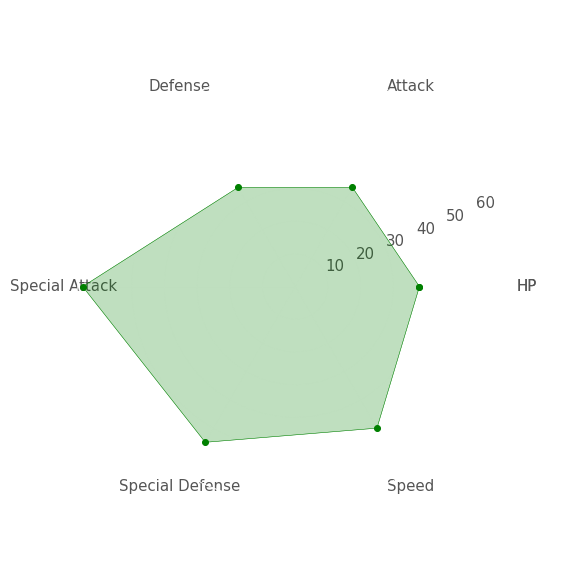 Defense
Attack
60
50
40
30
20
10
Special Attack
HP
Special Defense
Speed